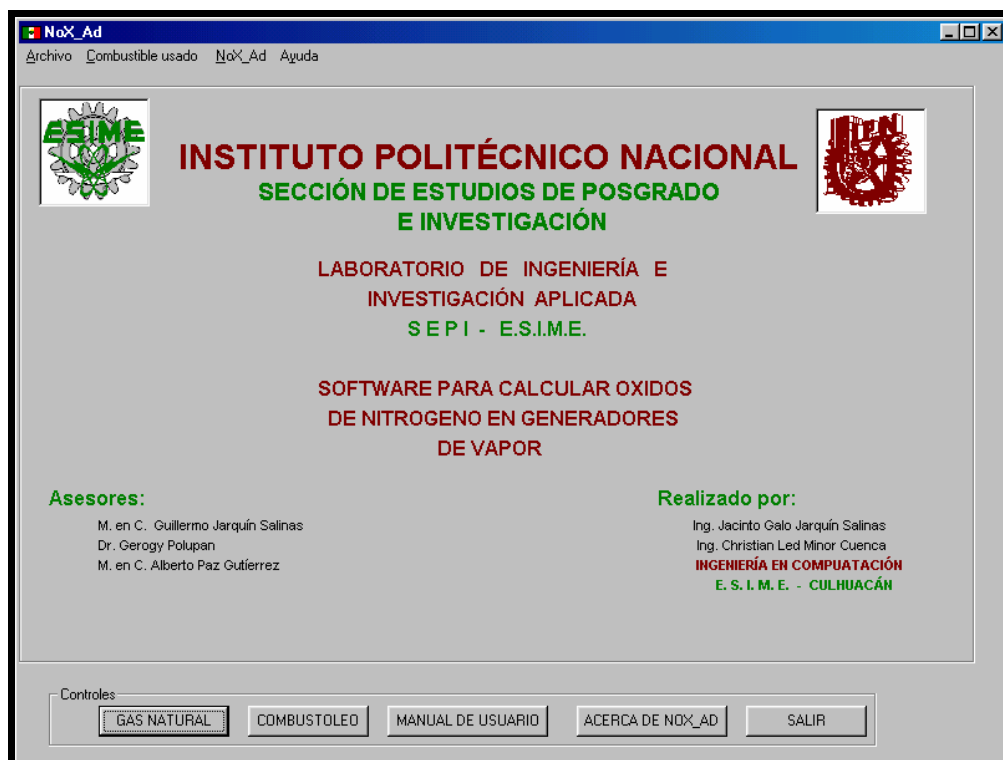 NoX_Ad
Archivo Combustible usado NoX_Ad Ayuda
ESIME
IPN
INSTITUTO POLITÉCNICO NACIONAL
SECCIÓN DE ESTUDIOS DE POSGRADO
E INVESTIGACIÓN
LABORATORIO DE INGENIERÍA E
INVESTIGACIÓN APLICADA
S E P I - E.S.I.M.E.
SOFTWARE PARA CALCULAR OXIDOS
DE NITROGENO EN GENERADORES
DE VAPOR
Asesores:
M. en C. Guillermo Jarquín Salinas
Dr. Gerogy Polupan
M. en C. Alberto Paz Gutíerrez
Realizado por:
Ing. Jacinto Galo Jarquín Salinas
Ing. Christian Led Minor Cuenca
INGENIERÍA EN COMPUATACIÓN
E. S. I. M. E. - CULHUACÁN
Controles
GAS NATURAL COMBUSTOLEO MANUAL DE USUARIO ACERCA DE NOX_AD SALIR